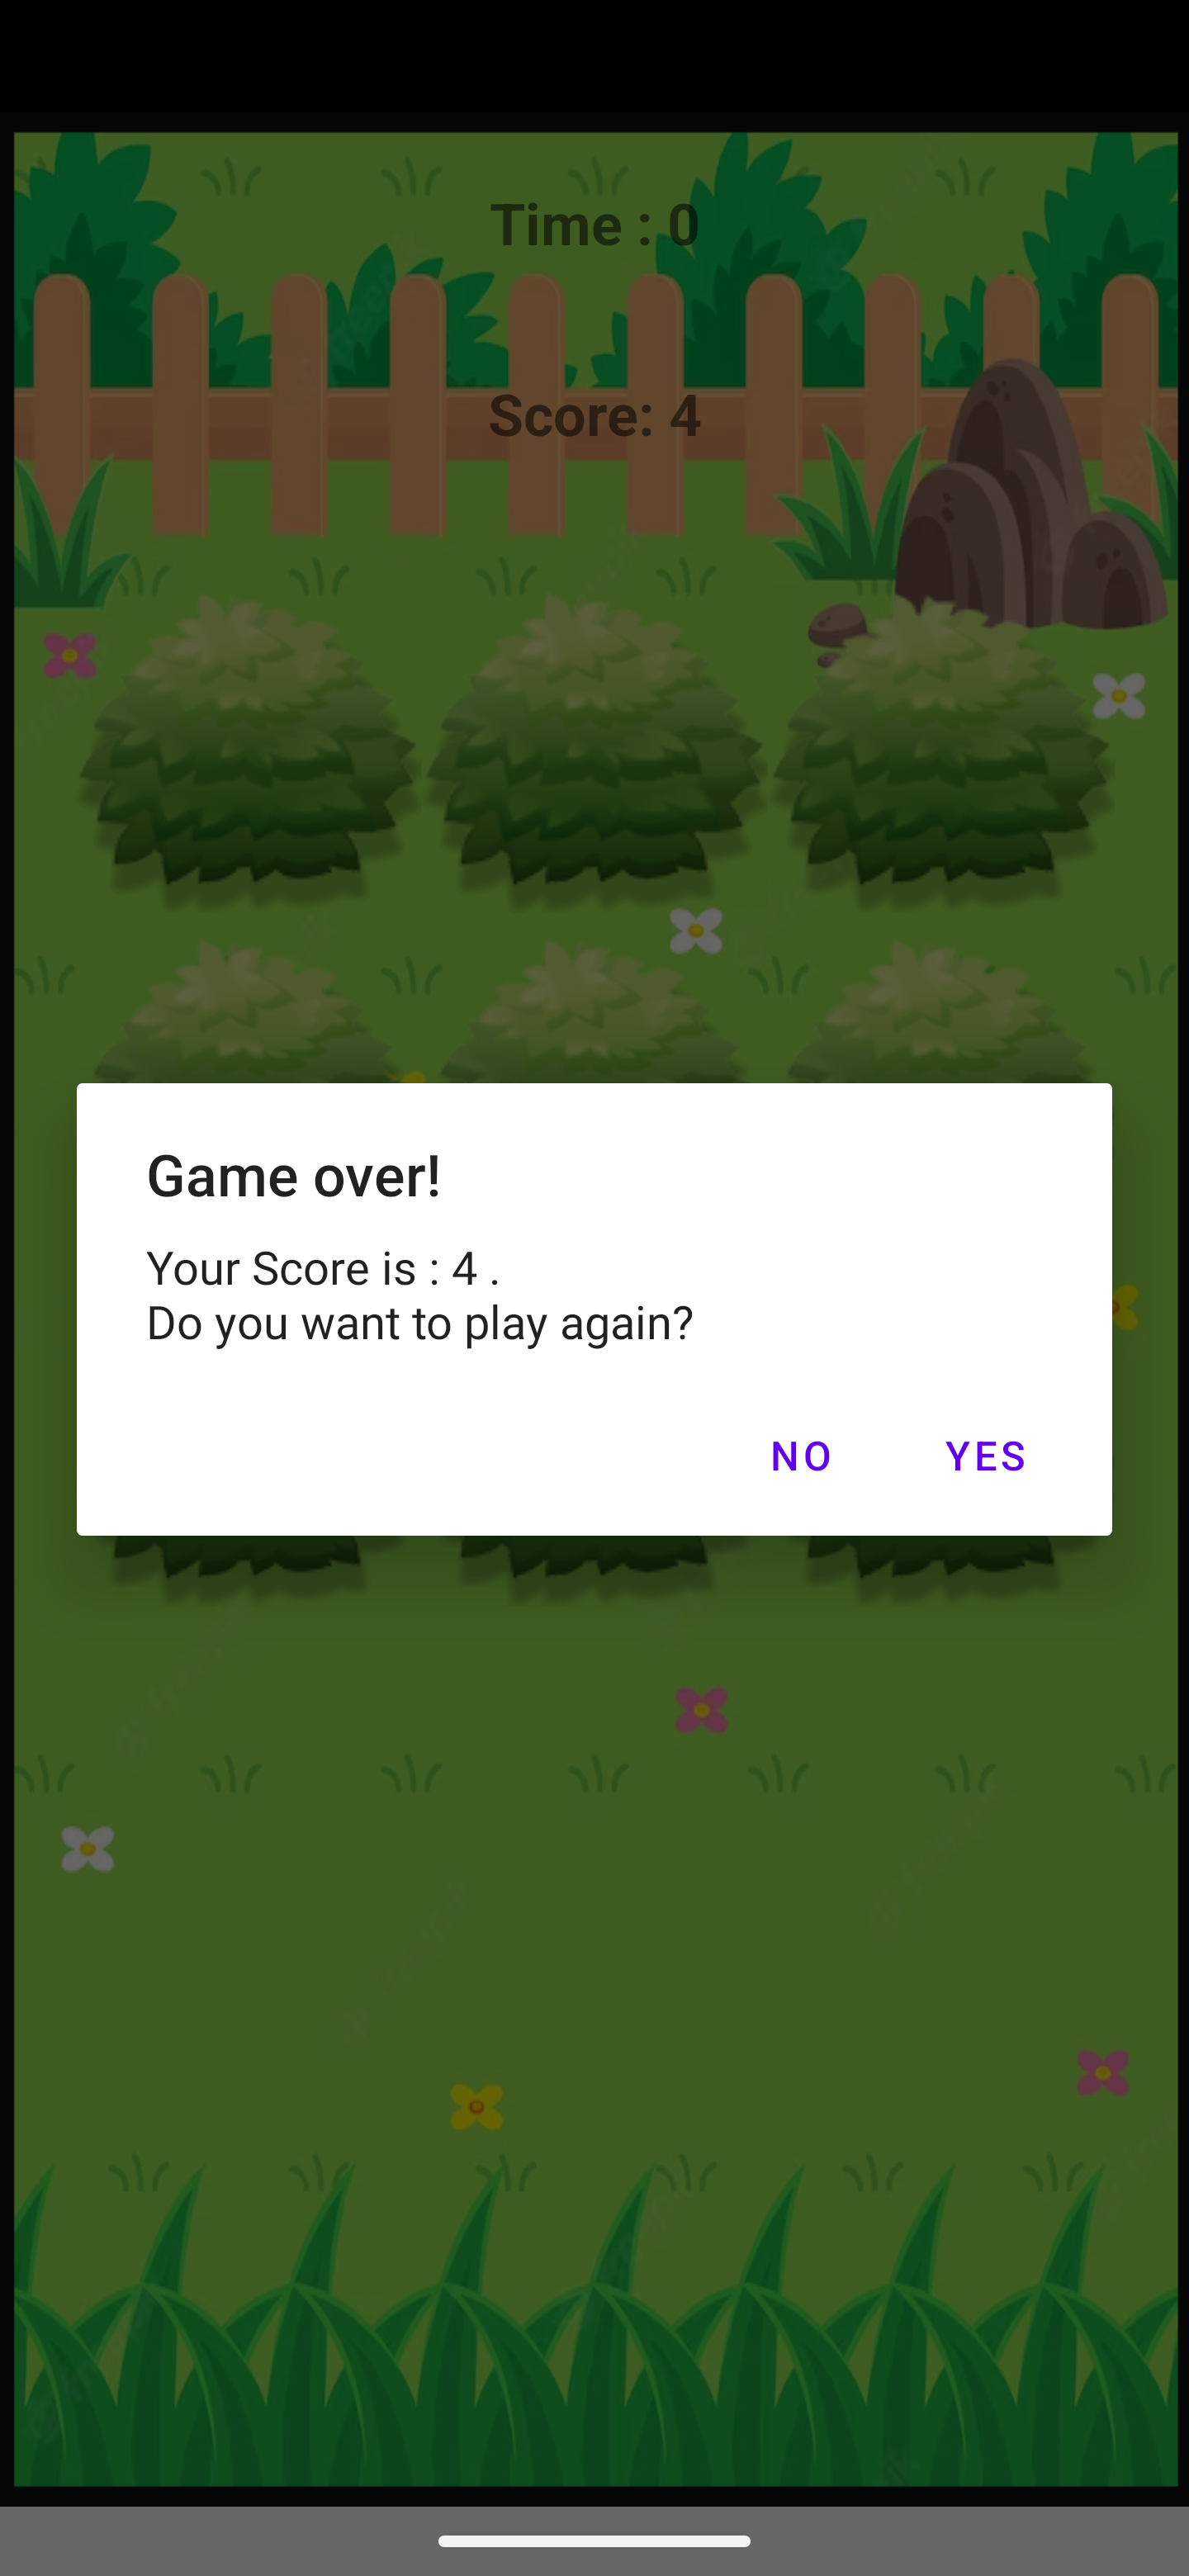 Time : 0
Score: 4
Game over!
Your Score is : 4 .
Do you want to play again?
NO YES